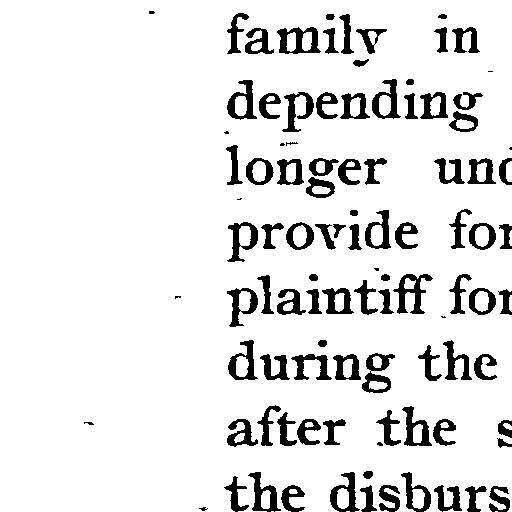 family in
depending
longer und
provide for
plaintiff for
during the
after the s
the disburs